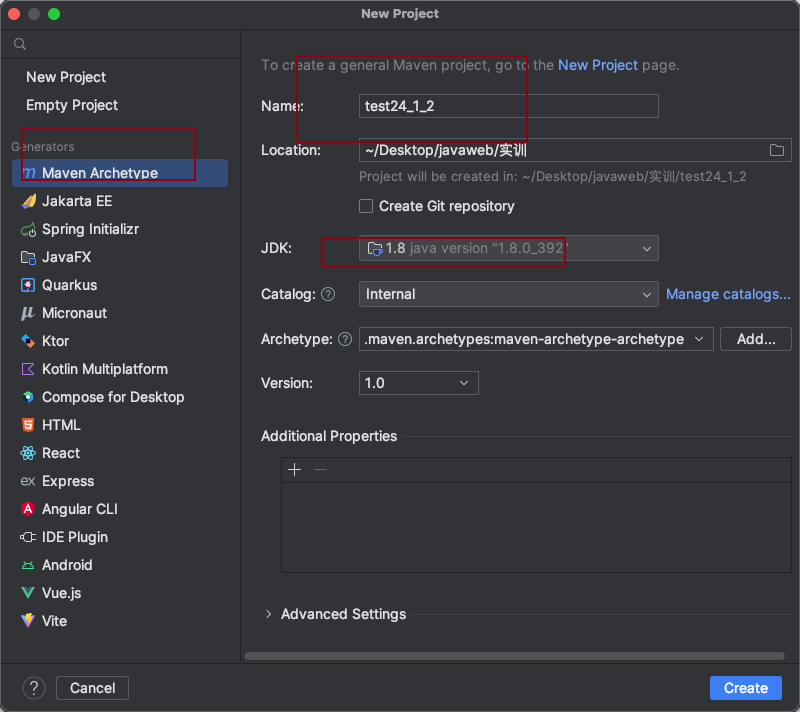 New Project
New Project
Empty Project
Generators
m Maven Archetype
Jakarta EE
Spring Initializr
JavaFX
Quarkus
μ Micronaut
Ktor
Kotlin Multiplatform
Compose for Desktop
5 HTML
React
ex Express
A Angular CLI
IDE Plugin
Android
Vue.js
Vite
To create a general Maven project, go to the New Project page.
Name: test24_1_2
Location: ~/Desktop/javaweb/实训
Project will be created in: ~/Desktop/javaweb/实训/test24_1_2
Create Git repository
JDK: 1.8 java version "1.8.0_392"
Catalog: ? Internal Manage catalogs...
Archetype: ? .maven.archetypes:maven-archetype-archetype Add...
Version: 1.0
Additional Properties
+ —
> Advanced Settings
? Cancel Create